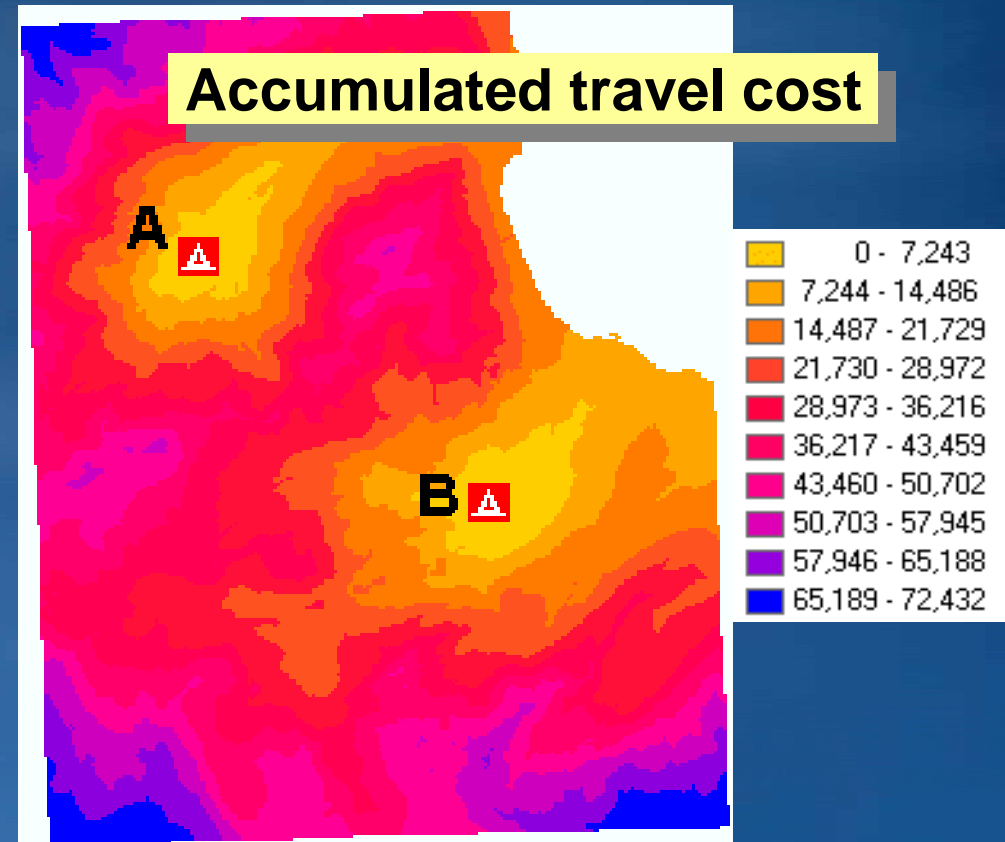 Accumulated travel cost
A
B
0 - 7,243
7,244 - 14,486
14,487 - 21,729
21,730 - 28,972
28,973 - 36,216
36,217 - 43,459
43,460 - 50,702
50,703 - 57,945
57,946 - 65,188
65,189 - 72,432